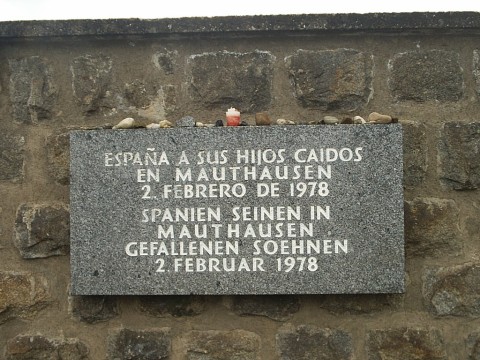 ESPAÑA A SUS HIJOS CAIDOS
EN MAUTHAUSEN
2. FEBRERO DE 1978
SPANIEN SEINEN IN
MAUTHAUSEN
GEFALLENEN SOEHNEN
2. FEBRUAR 1978